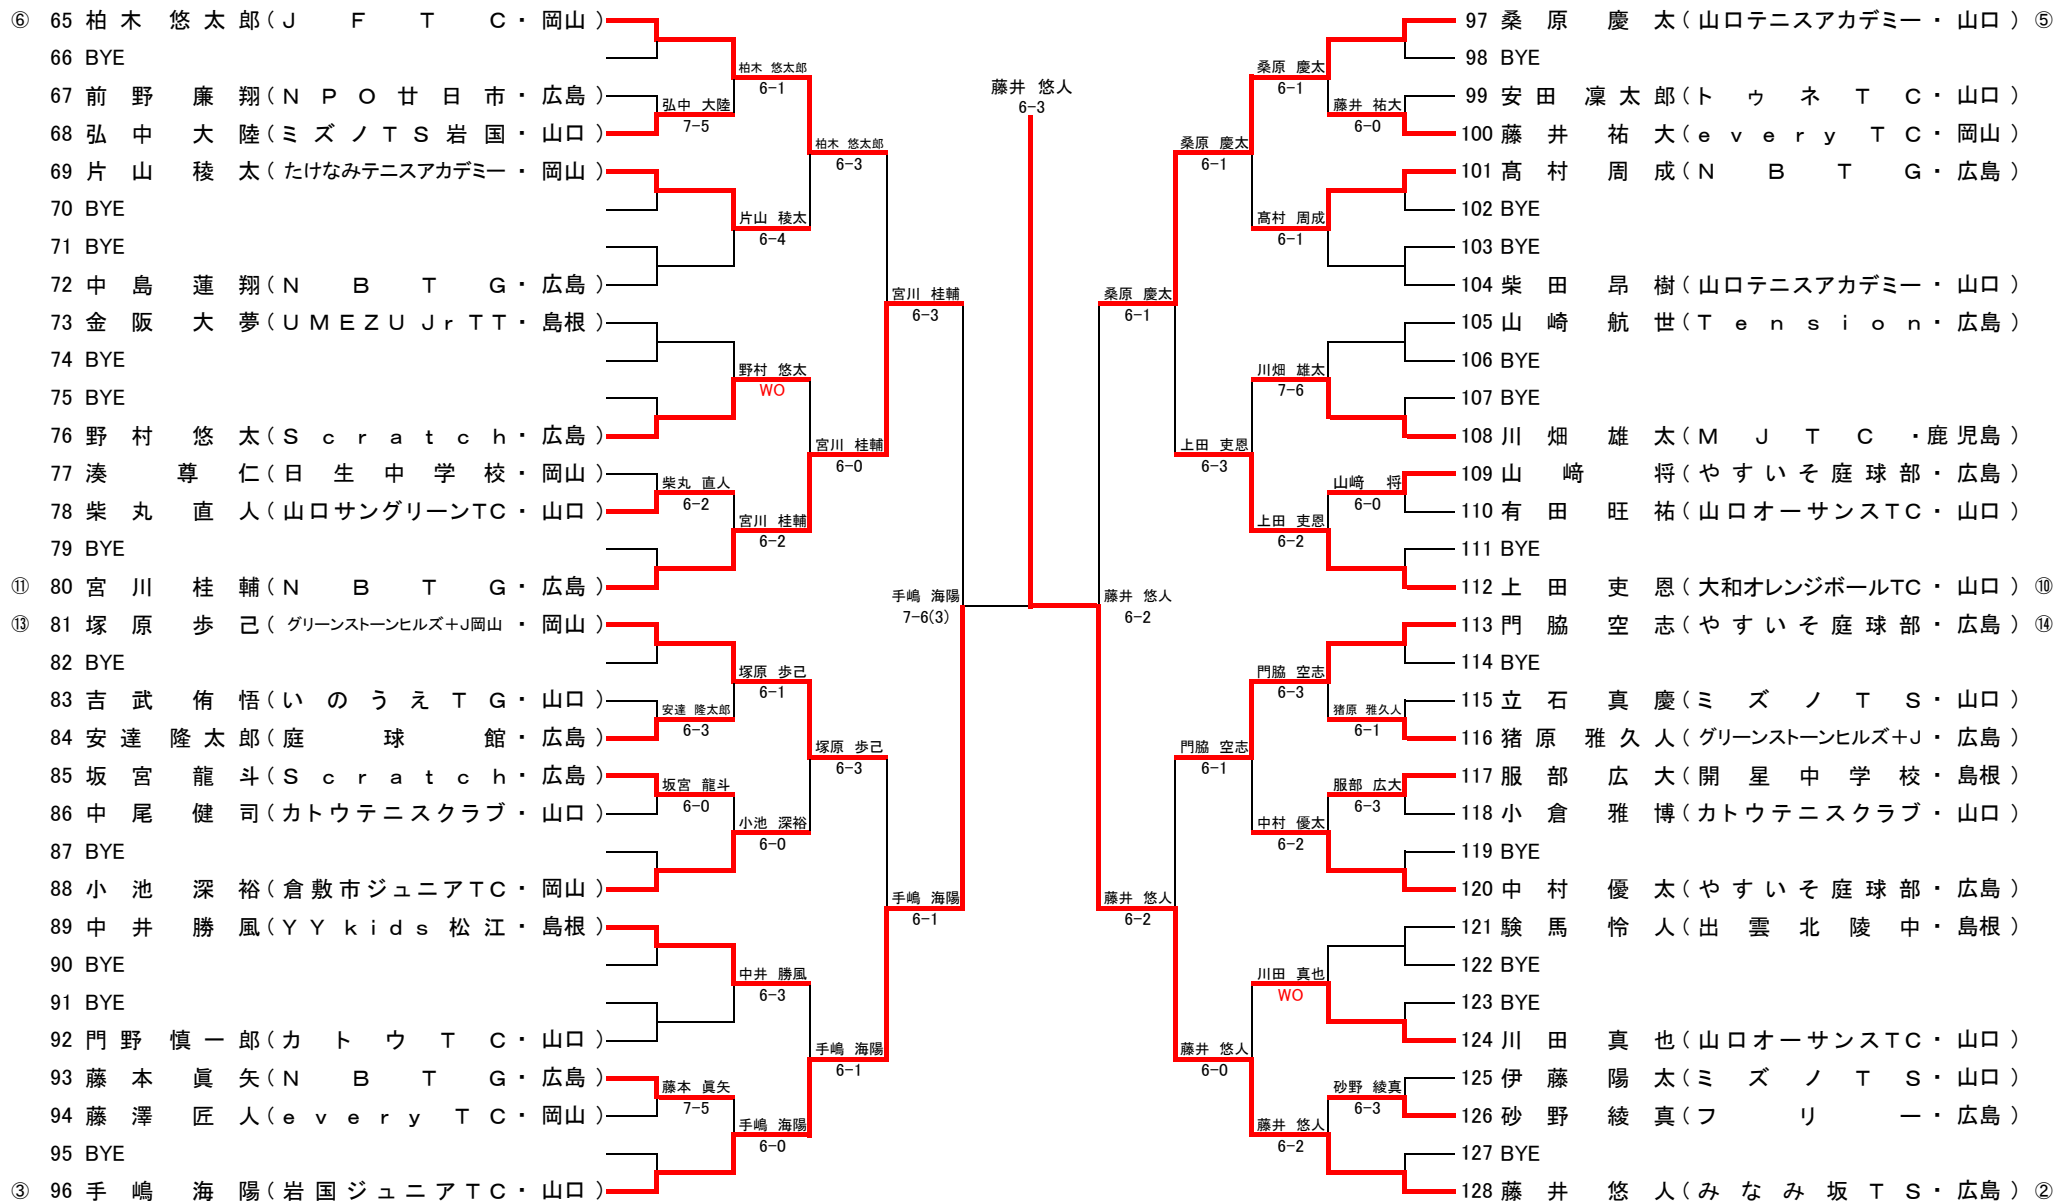 ⑥ 65 柏木 悠太郎(JFTC・岡山)
66 BYE
67 前野 廉翔(NPO廿日市・広島)
68 弘中 大陸(ミズノTS岩国・山口)
69 片山 稜太(たけなみテニスアカデミー・岡山)
70 BYE
71 BYE
72 中島 蓮翔(NBTG・広島)
73 金阪 大夢(UMEZUJrTT・島根)
74 BYE
75 BYE
76 野村 悠太(Scratch・広島)
77 湊 尊仁(日生中学校・岡山)
78 柴丸 直人(山口サングリーンTC・山口)
79 BYE
⑪ 80 宮川 桂輔(NBTG・広島)
⑬ 81 塚原 歩己(グリーンストーンヒルズ+J岡山・岡山)
82 BYE
83 吉武 侑悟(いのうえTG・山口)
84 安達 隆太郎(庭球館・広島)
85 坂宮 龍斗(Scratch・広島)
86 中尾 健司(カトウテニスクラブ・山口)
87 BYE
88 小池 深裕(倉敷市ジュニアTC・岡山)
89 中井 勝風(YYkids松江・島根)
90 BYE
91 BYE
92 門野 慎一郎(カトウTC・山口)
93 藤本 眞矢(NBTG・広島)
94 藤澤 匠人(everyTC・岡山)
95 BYE
③ 96 手嶋 海陽(岩国ジュニアTC・山口)
弘中 大陸
7-5
柴丸 直人
6-2
安達 隆太郎
6-3
坂宮 龍斗
6-0
藤本 眞矢
7-5
柏木 悠太郎
6-1
片山 稜太
6-4
野村 悠太
WO
宮川 桂輔
6-2
塚原 歩己
6-1
小池 深裕
6-0
中井 勝風
6-3
手嶋 海陽
6-0
柏木 悠太郎
6-3
宮川 桂輔
6-0
塚原 歩己
6-3
手嶋 海陽
6-1
宮川 桂輔
6-3
手嶋 海陽
6-1
手嶋 海陽
7-6(3)
藤井 悠人
6-3
藤井 悠人
6-2
桑原 慶太
6-1
藤井 悠人
6-2
桑原 慶太
6-1
上田 吏恩
6-3
門脇 空志
6-1
藤井 悠人
6-0
桑原 慶太
6-1
髙村 周成
6-1
川畑 雄太
7-6
上田 吏恩
6-2
門脇 空志
6-3
中村 優太
6-2
川田 真也
WO
藤井 悠人
6-2
藤井 祐大
6-0
山﨑 将
6-0
猪原 雅久人
6-1
服部 広大
6-3
砂野 綾真
6-3
97 桑原 慶太(山口テニスアカデミー・山口) ⑤
98 BYE
99 安田 凜太郎(トゥネTC・山口)
100 藤井 祐大(everyTC・岡山)
101 髙村 周成(NBTG・広島)
102 BYE
103 BYE
104 柴田 昂樹(山口テニスアカデミー・山口)
105 山崎 航世(Tension・広島)
106 BYE
107 BYE
108 川畑 雄太(MJTC・鹿児島)
109 山﨑 将(やすいそ庭球部・広島)
110 有田 旺祐(山口オーサンスTC・山口)
111 BYE
112 上田 吏恩(大和オレンジボールTC・山口) ⑩
113 門脇 空志(やすいそ庭球部・広島) ⑭
114 BYE
115 立石 真慶(ミズノTS・山口)
116 猪原 雅久人(グリーンストーンヒルズ+J・広島)
117 服部 広大(開星中学校・島根)
118 小倉 雅博(カトウテニスクラブ・山口)
119 BYE
120 中村 優太(やすいそ庭球部・広島)
121 験馬 怜人(出雲北陵中・島根)
122 BYE
123 BYE
124 川田 真也(山口オーサンスTC・山口)
125 伊藤 陽太(ミズノTS・山口)
126 砂野 綾真(フリー・広島)
127 BYE
128 藤井 悠人(みなみ坂TS・広島) ②